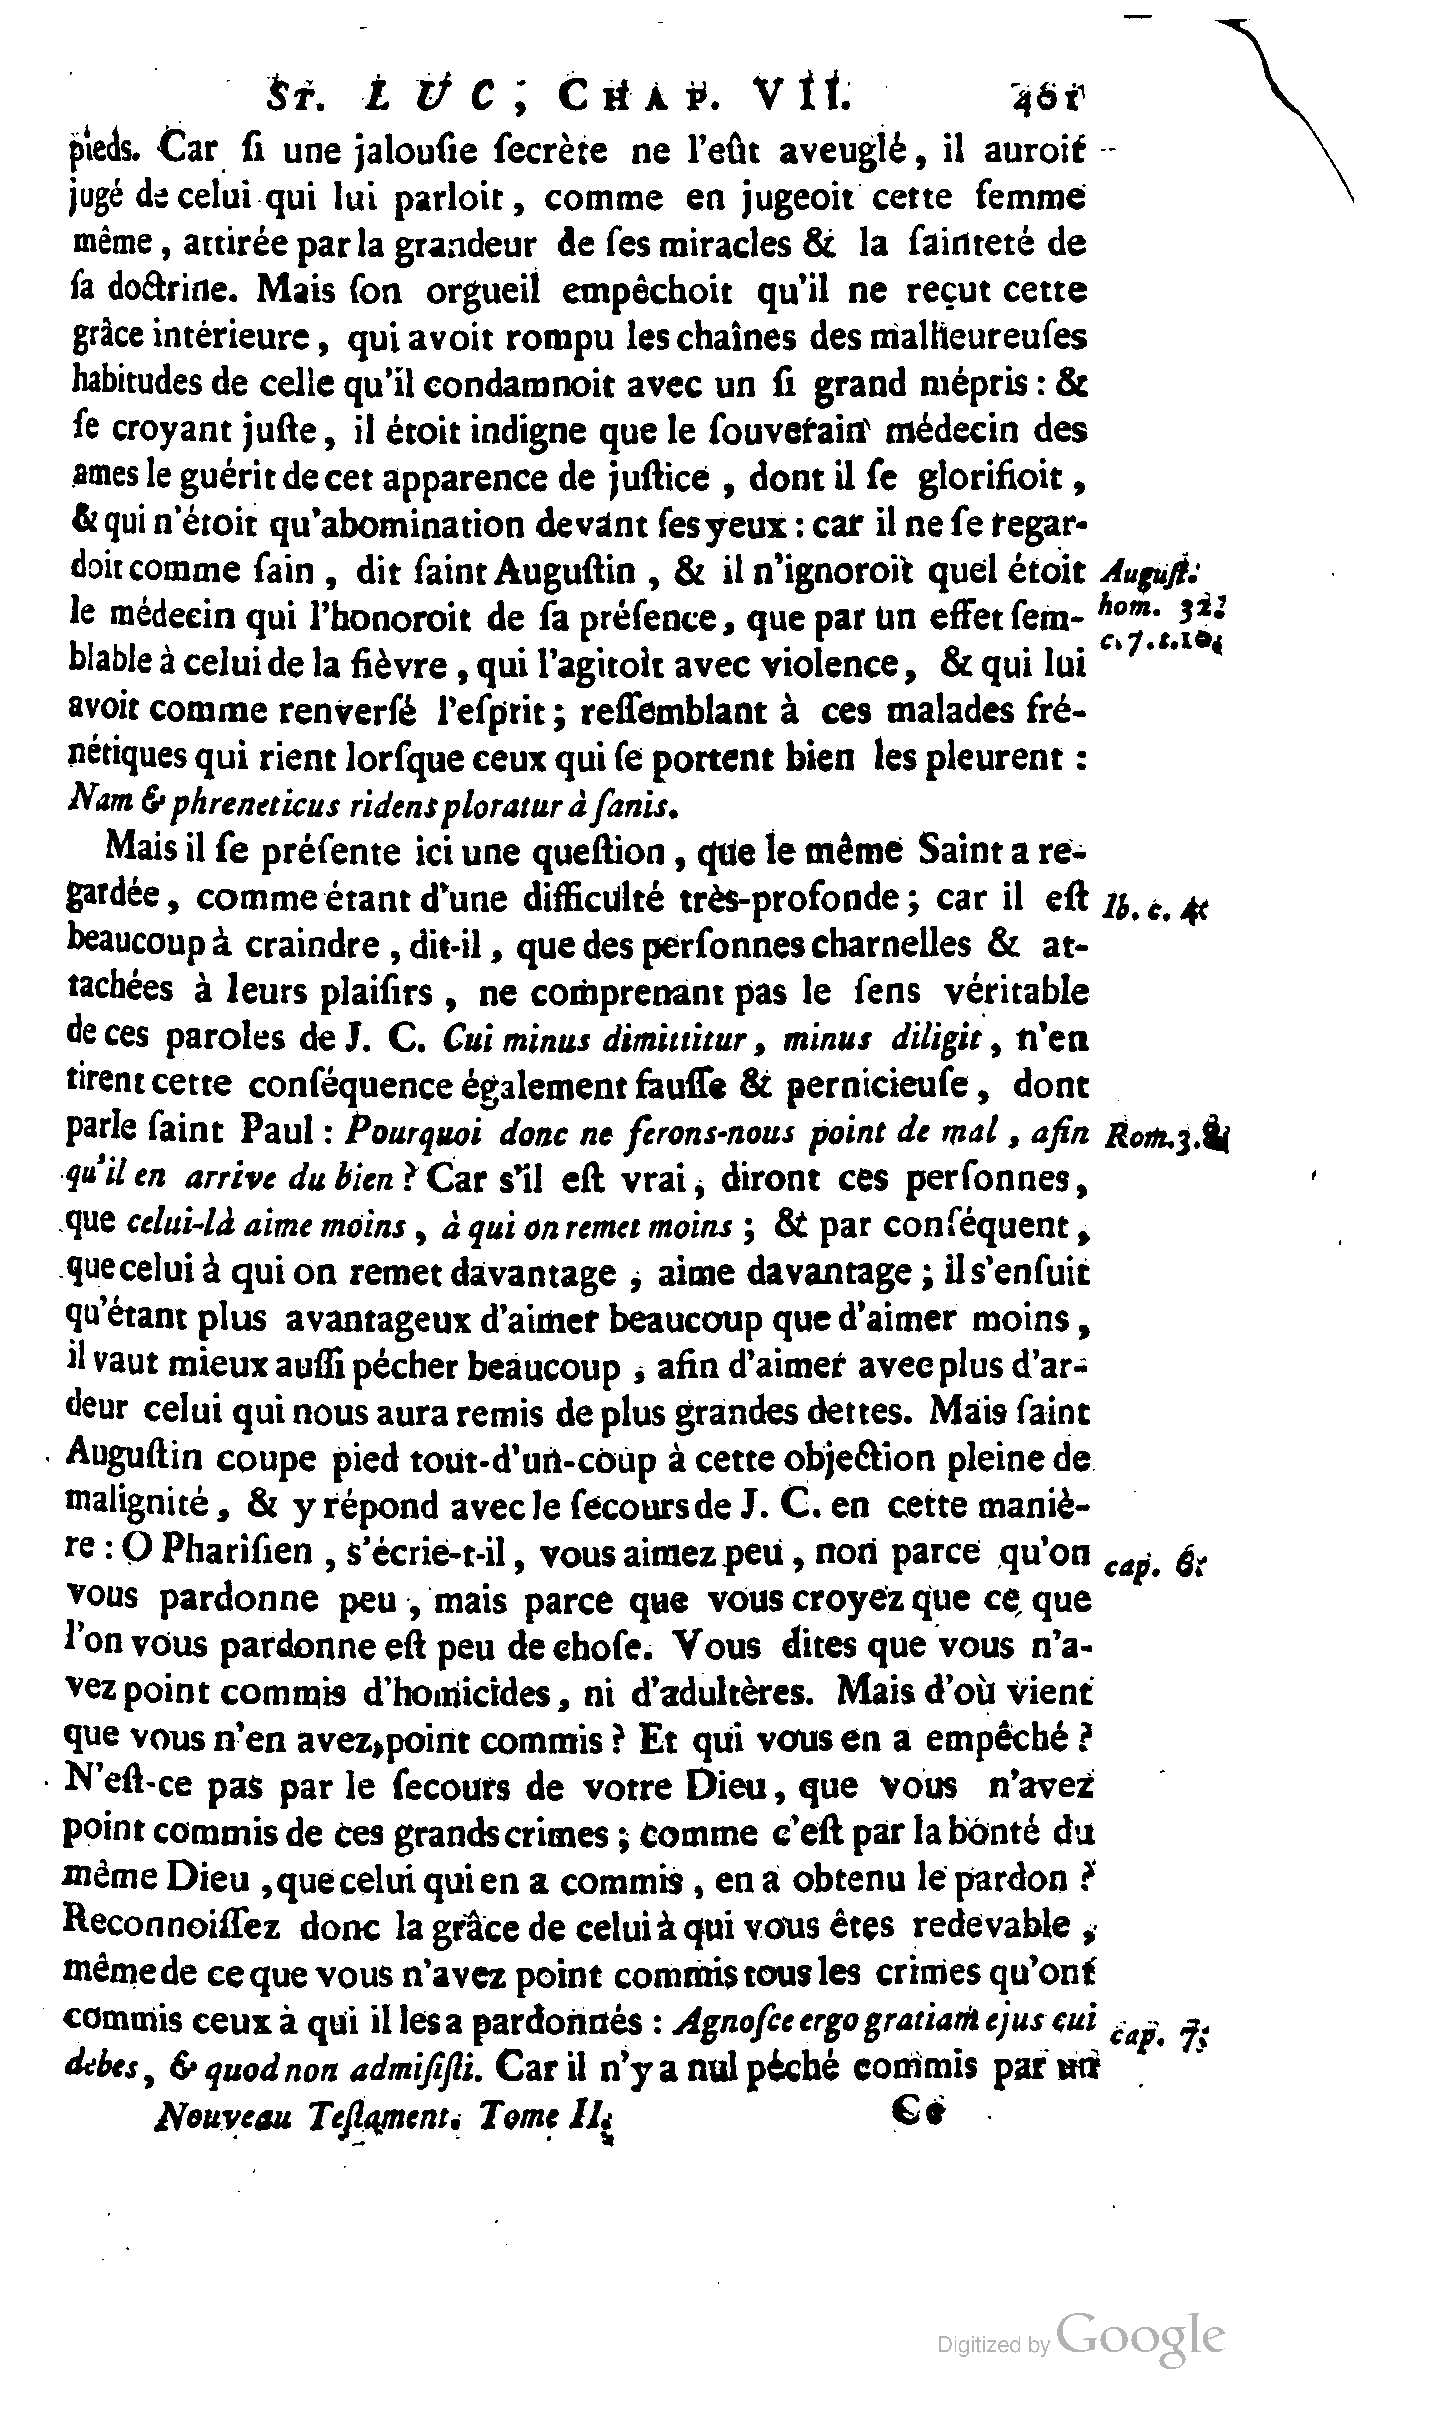 St. LUC, CHAP. VII. 401
pieds. Car ſi une jalouſie ſecrète ne l'eût aveuglé, il auroit
jugé de celui qui lui parloit, comme en jugeoit cette femme
même, attirée par la grandeur de ſes miracles & la ſainteté de
ſa doctrine. Mais ſon orgueil empêchoit qu'il ne reçut cette
grâce intérieure, qui avoit rompu les chaînes des malheureuſes
habitudes de celle qu'il condamnoit avec un ſi grand mépris : &
ſe croyant juſte, il étoit indigne que le ſouverain médecin des
ames le guérit de cet apparence de juſtice, dont il ſe glorifioit,
& qui n'étoit qu'abomination devant ſes yeux : car il ne ſe regar-
doit comme ſain, dit ſaint Auguſtin, & il n'ignoroit quel étoit
Auguſt.
le médecin qui l'honoroit de ſa préſence, que par un effet ſem-
hom. 32.
blable à celui de la fièvre, qui l'agitoit avec violence, & qui lui
c. 7. t. 10.
avoit comme renverſé l'eſprit ; reſſemblant à ces malades fré-
nétiques qui rient lorſque ceux qui ſe portent bien les pleurent :
Nam & phreneticus ridens ploratur à ſanis.
Mais il ſe préſente ici une queſtion, que le même Saint a re-
gardée, comme étant d'une difficulté très-profonde ; car il eſt
Ib. c. 4.
beaucoup à craindre, dit-il, que des perſonnes charnelles & at-
tachées à leurs plaiſirs, ne comprenant pas le ſens véritable
de ces paroles de J. C. Cui minus dimittitur, minus diligit, n'en
tirent cette conſéquence également fauſſe & pernicieuſe, dont
parle ſaint Paul : Pourquoi donc ne ferons-nous point de mal, afin
Rom. 3. 8.
qu'il en arrive du bien ? Car s'il eſt vrai, diront ces perſonnes,
que celui-là aime moins, à qui on remet moins ; & par conſéquent,
que celui à qui on remet davantage, aime davantage ; il s'enſuit
qu'étant plus avantageux d'aimer beaucoup que d'aimer moins,
il vaut mieux auſſi pécher beaucoup, afin d'aimer avec plus d'ar-
deur celui qui nous aura remis de plus grandes dettes. Mais ſaint
Auguſtin coupe pied tout-d'un-coup à cette objection pleine de
malignité, & y répond avec le ſecours de J. C. en cette maniè-
re : O Phariſien, s'écrie-t-il, vous aimez peu, non parce qu'on
cap. 6.
vous pardonne peu, mais parce que vous croyez que ce que
l'on vous pardonne eſt peu de choſe. Vous dites que vous n'a-
vez point commis d'homicides, ni d'adultères. Mais d'où vient
que vous n'en avez point commis ? Et qui vous en a empêché ?
N'eſt-ce pas par le ſecours de votre Dieu, que vous n'avez
point commis de ces grands crimes ; comme c'eſt par la bonté du
même Dieu, que celui qui en a commis, en a obtenu le pardon ?
Reconnoiſſez donc la grâce de celui à qui vous êtes redevable,
même de ce que vous n'avez point commis tous les crimes qu'ont
commis ceux à qui il les a pardonnés : Agnoſce ergo gratiam ejus cui
cap. 7.
debes, & quod non admiſiſti. Car il n'y a nul péché commis par un
Nouveau Teſtament. Tome II. Cc
Digitized by Google